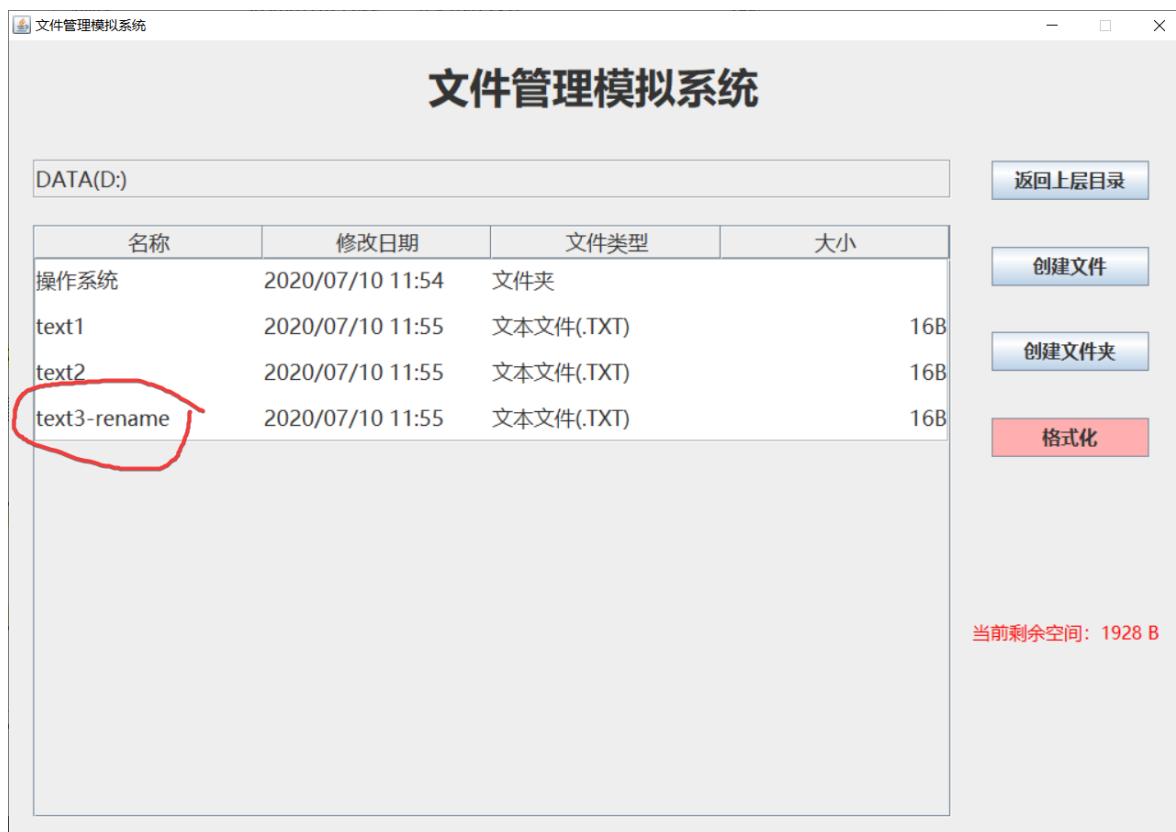 文件管理模拟系统
文件管理模拟系统
DATA(D:)
返回上层目录
名称 修改日期 文件类型 大小
创建文件
操作系统 2020/07/10 11:54 文件夹
text1 2020/07/10 11:55 文本文件(.TXT) 16B
创建文件夹
text2 2020/07/10 11:55 文本文件(.TXT) 16B
text3-rename 2020/07/10 11:55 文本文件(.TXT) 16B
格式化
当前剩余空间：1928 B